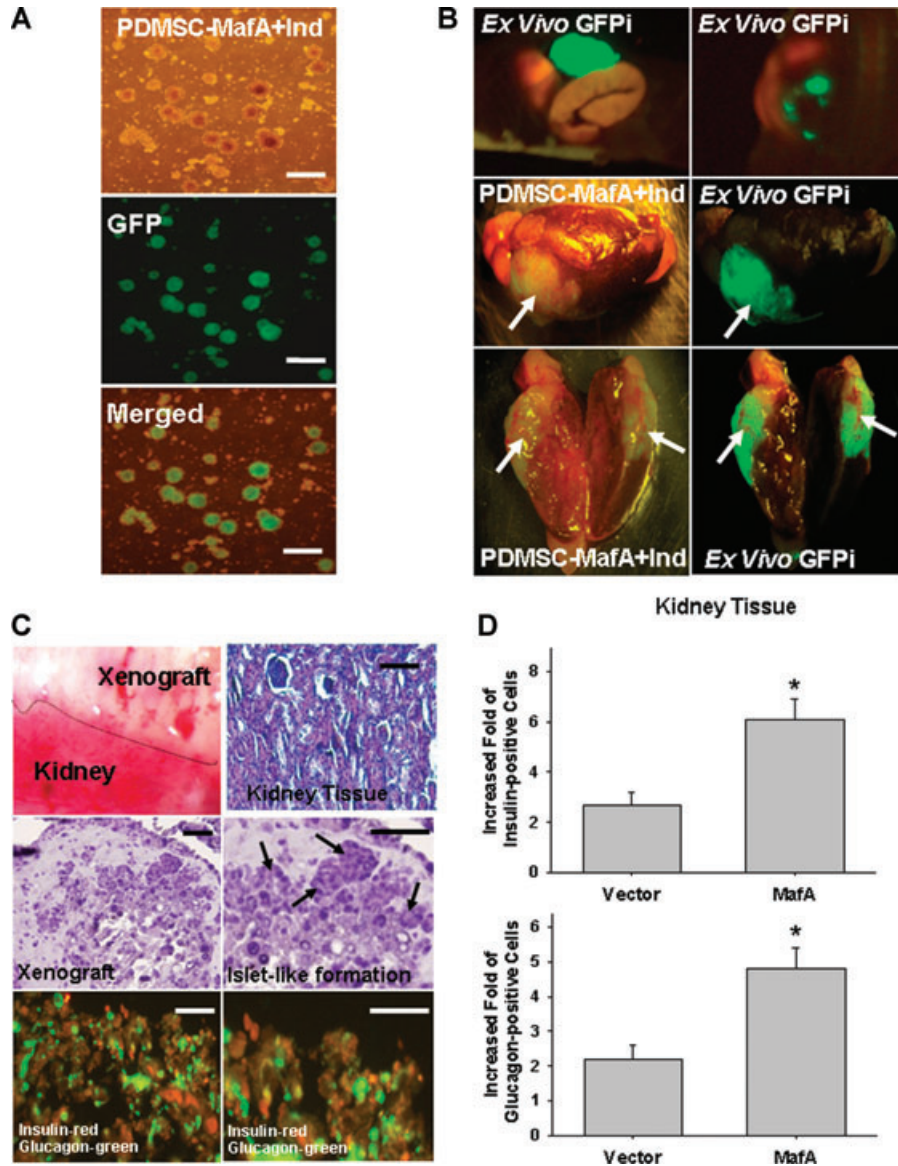 A
PDMSC-MafA+Ind
GFP
Merged
B
Ex Vivo GFPi
Ex Vivo GFPi
PDMSC-MafA+Ind
Ex Vivo GFPi
PDMSC-MafA+Ind
Ex Vivo GFPi
C
Xenograft
Kidney
Kidney Tissue
Xenograft
Islet-like formation
Insulin-red
Glucagon-green
Insulin-red
Glucagon-green
D
Kidney Tissue
Increased Fold of
Insulin-positive Cells
8
6
4
2
0
*
Vector
MafA
Increased Fold of
Glucagon-positive Cells
6
5
4
3
2
1
0
*
Vector
MafA